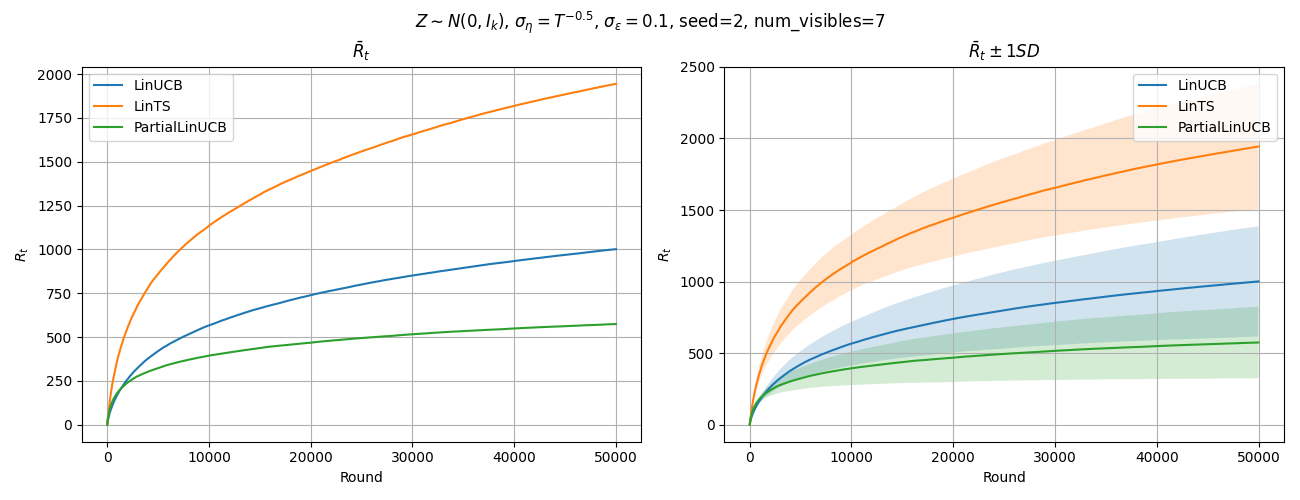 Z ∼ N(0, I_k), σ_η = T^{−0.5}, σ_ε = 0.1, seed=2, num_visibles=7
R̄_t
LinUCB
LinTS
PartialLinUCB
2000
1750
1500
1250
1000
750
500
250
0
R_t
0 10000 20000 30000 40000 50000
Round
R̄_t ± 1SD
LinUCB
LinTS
PartialLinUCB
2500
2000
1500
1000
500
0
R_t
0 10000 20000 30000 40000 50000
Round